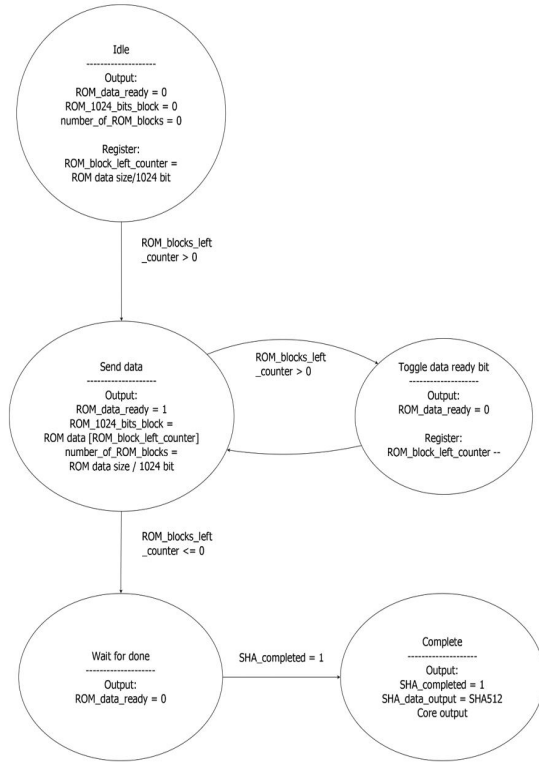 Idle
--------------------
Output:
ROM_data_ready = 0
ROM_1024_bits_block = 0
number_of_ROM_blocks = 0
Register:
ROM_block_left_counter =
ROM data size/1024 bit
ROM_blocks_left
_counter > 0
Send data
--------------------
Output:
ROM_data_ready = 1
ROM_1024_bits_block =
ROM data [ROM_block_left_counter]
number_of_ROM_blocks =
ROM data size / 1024 bit
ROM_blocks_left
_counter > 0
Toggle data ready bit
--------------------
Output:
ROM_data_ready = 0
Register:
ROM_block_left_counter --
ROM_blocks_left
_counter <= 0
Wait for done
--------------------
Output:
ROM_data_ready = 0
SHA_completed = 1
Complete
--------------------
Output:
SHA_completed = 1
SHA_data_output = SHA512
Core output